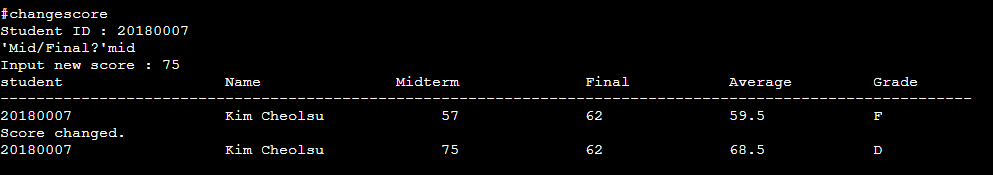 #changescore
Student ID : 20180007
'Mid/Final?'mid
Input new score : 75
student Name Midterm Final Average Grade
------------------------------------------------------------------------------------------------------------
20180007 Kim Cheolsu 57 62 59.5 F
Score changed.
20180007 Kim Cheolsu 75 62 68.5 D